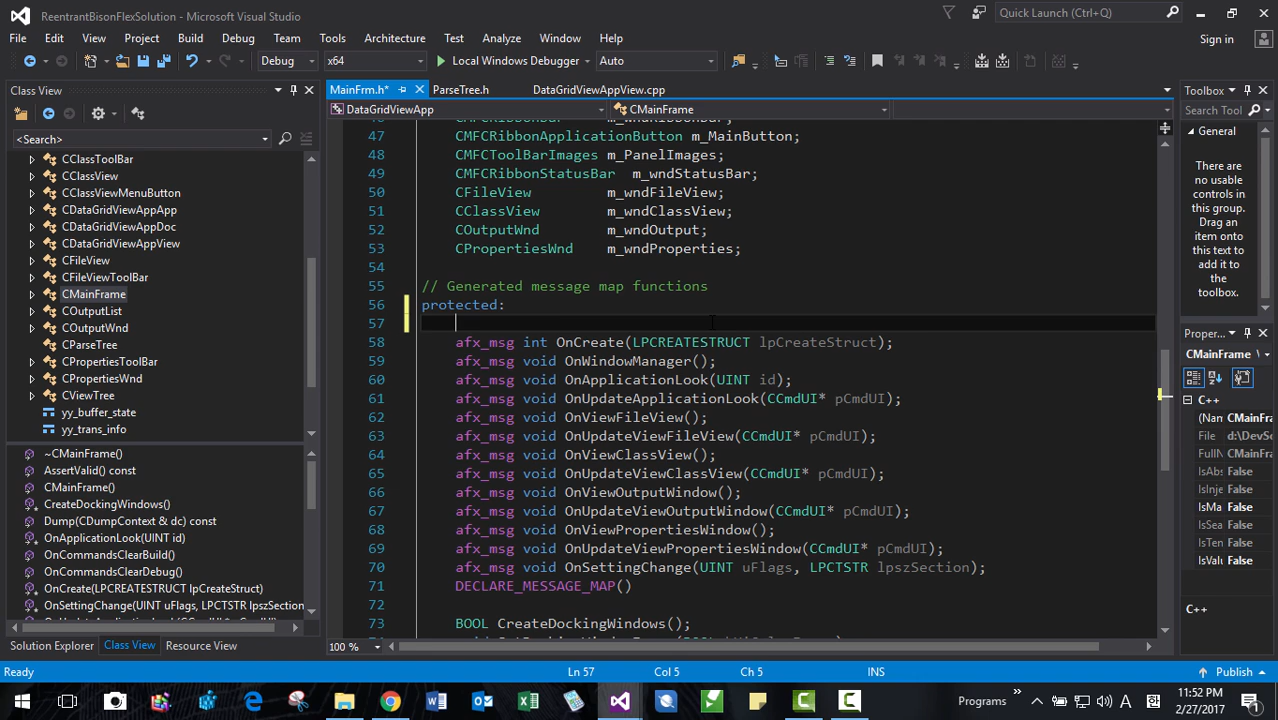 ReentrantBisonFlexSolution - Microsoft Visual Studio
Quick Launch (Ctrl+Q)
File Edit View Project Build Debug Team Tools Architecture Test Analyze Window Help
Sign in
Debug x64 Local Windows Debugger Auto
Class View
MainFrm.h* ParseTree.h DataGridViewAppView.cpp
Toolbox
DataGridViewApp CMainFrame
Search Tool
<Search>
General
There are
no usable
controls in
this group.
Drag an
item onto
this text to
add it to
the
toolbox.
CClassToolBar
CClassView
CClassViewMenuButton
CDataGridViewAppApp
CDataGridViewAppDoc
CDataGridViewAppView
CFileView
CFileViewToolBar
CMainFrame
COutputList
COutputWnd
CParseTree
CPropertiesToolBar
CPropertiesWnd
CViewTree
yy_buffer_state
yy_trans_info
~CMainFrame()
AssertValid() const
CMainFrame()
CreateDockingWindows()
Dump(CDumpContext & dc) const
OnApplicationLook(UINT id)
OnCommandsClearBuild()
OnCommandsClearDebug()
OnCreate(LPCREATESTRUCT lpCreateStruct)
OnSettingChange(UINT uFlags, LPCTSTR lpszSection
47 CMFCRibbonApplicationButton m_MainButton;
48 CMFCToolBarImages m_PanelImages;
49 CMFCRibbonStatusBar m_wndStatusBar;
50 CFileView m_wndFileView;
51 CClassView m_wndClassView;
52 COutputWnd m_wndOutput;
53 CPropertiesWnd m_wndProperties;
54
55 // Generated message map functions
56 protected:
57
58 afx_msg int OnCreate(LPCREATESTRUCT lpCreateStruct);
59 afx_msg void OnWindowManager();
60 afx_msg void OnApplicationLook(UINT id);
61 afx_msg void OnUpdateApplicationLook(CCmdUI* pCmdUI);
62 afx_msg void OnViewFileView();
63 afx_msg void OnUpdateViewFileView(CCmdUI* pCmdUI);
64 afx_msg void OnViewClassView();
65 afx_msg void OnUpdateViewClassView(CCmdUI* pCmdUI);
66 afx_msg void OnViewOutputWindow();
67 afx_msg void OnUpdateViewOutputWindow(CCmdUI* pCmdUI);
68 afx_msg void OnViewPropertiesWindow();
69 afx_msg void OnUpdateViewPropertiesWindow(CCmdUI* pCmdUI);
70 afx_msg void OnSettingChange(UINT uFlags, LPCTSTR lpszSection);
71 DECLARE_MESSAGE_MAP()
72
73 BOOL CreateDockingWindows();
Proper...
CMainFrame
C++
(Nan CMainFr
File d:\DevSo
FullN CMainFr
IsAbs False
IsInje False
IsMa False
IsSea False
IsTen False
IsVal False
C++
Solution Explorer Class View Resource View
100 %
Ready Ln 57 Col 5 Ch 5 INS Publish
Programs
A
11:52 PM
2/27/2017